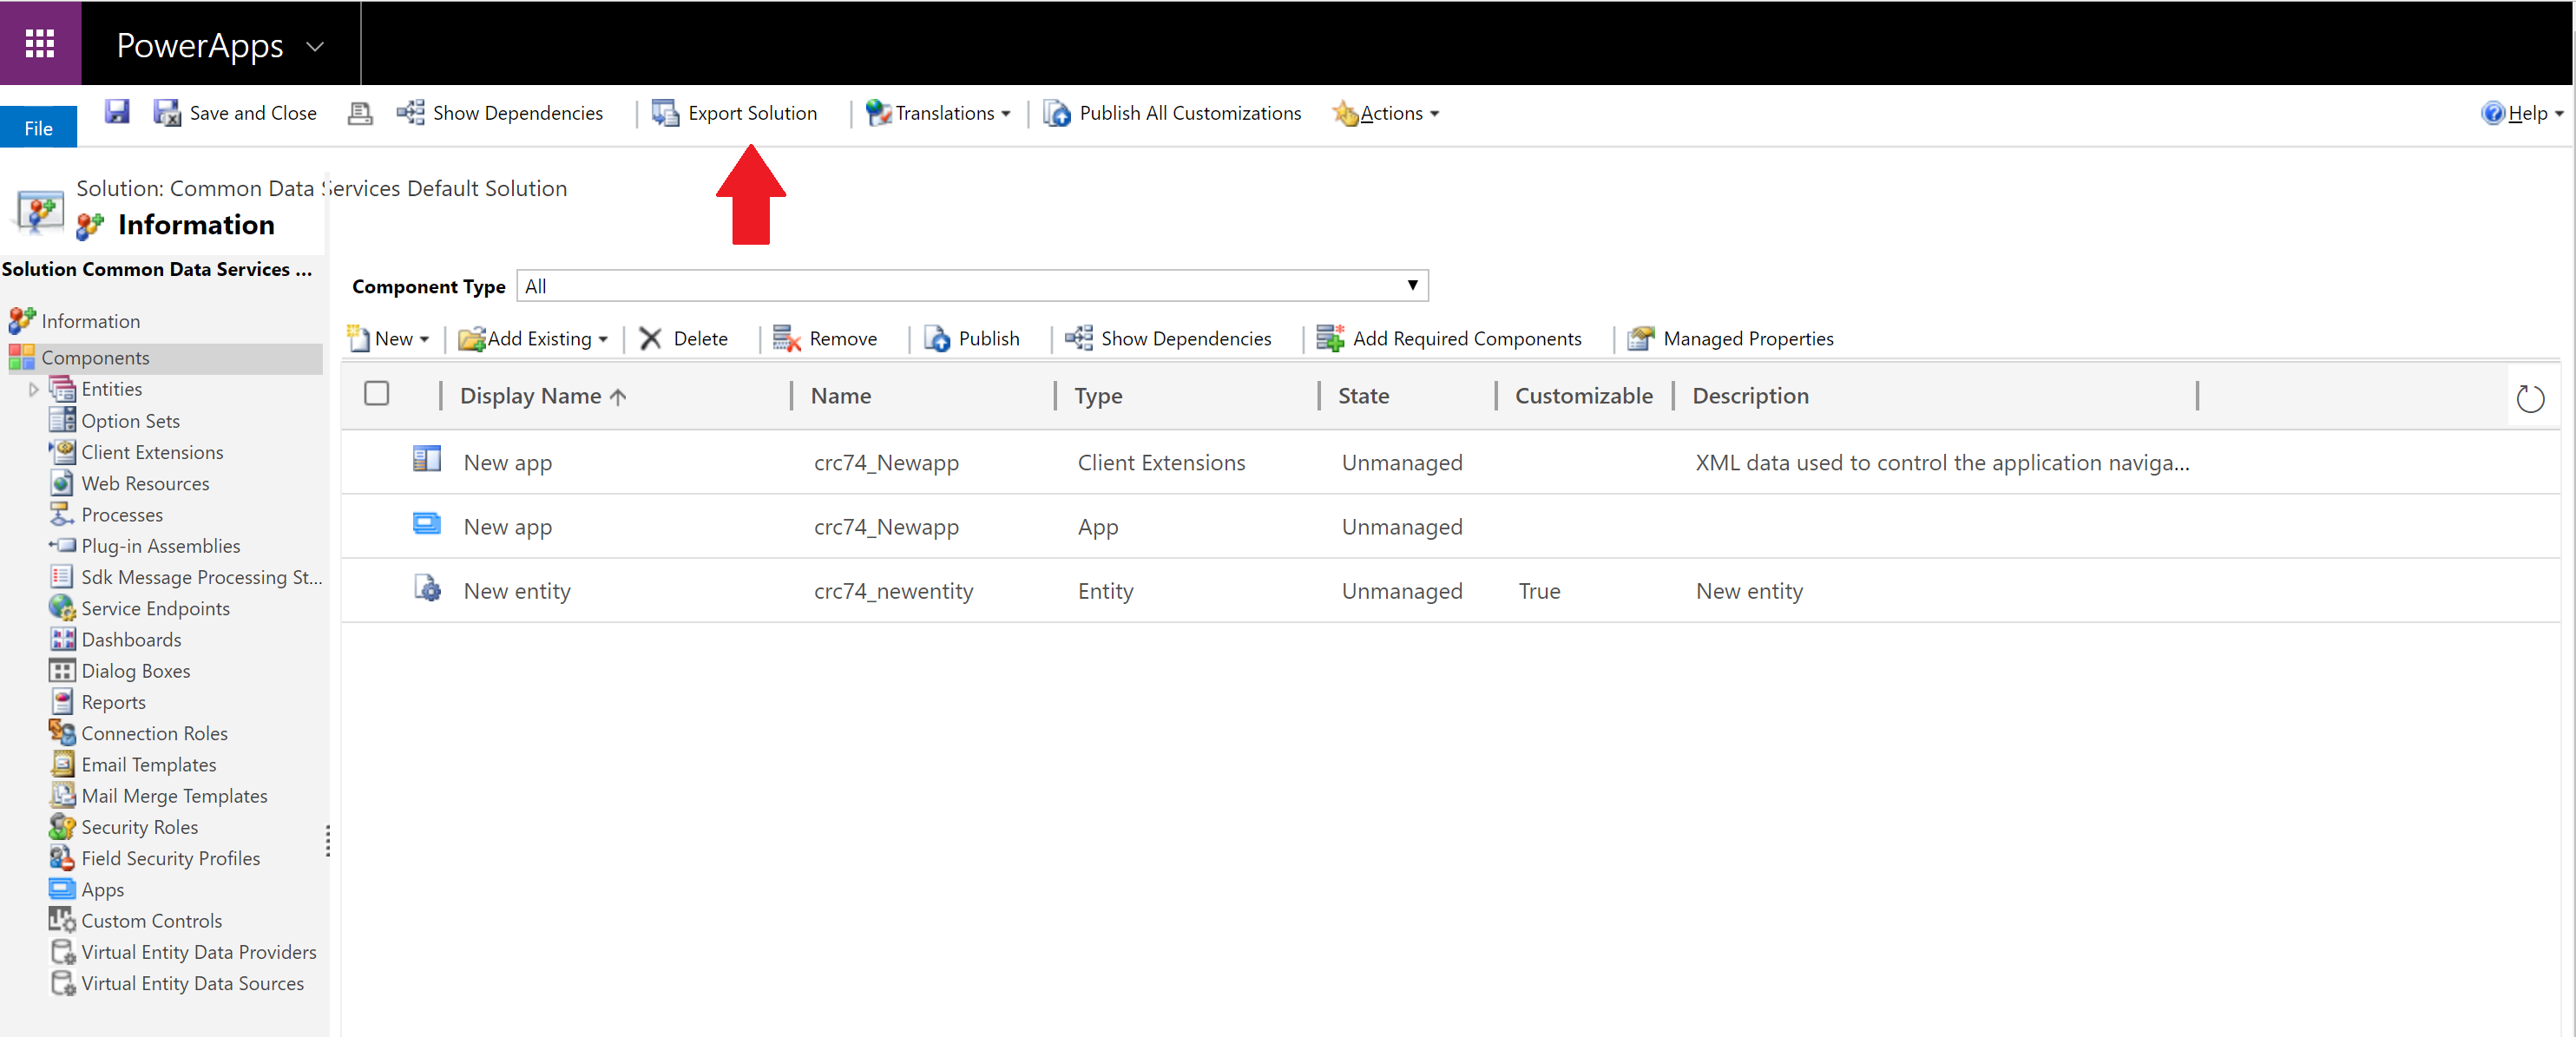 PowerApps
File Save and Close Show Dependencies Export Solution Translations Publish All Customizations Actions Help
Solution: Common Data Services Default Solution
Information
Solution Common Data Services ...
Information
Components
Entities
Option Sets
Client Extensions
Web Resources
Processes
Plug-in Assemblies
Sdk Message Processing St...
Service Endpoints
Dashboards
Dialog Boxes
Reports
Connection Roles
Email Templates
Mail Merge Templates
Security Roles
Field Security Profiles
Apps
Custom Controls
Virtual Entity Data Providers
Virtual Entity Data Sources
Component Type All
New Add Existing Delete Remove Publish Show Dependencies Add Required Components Managed Properties
Display Name Name Type State Customizable Description
New app crc74_Newapp Client Extensions Unmanaged XML data used to control the application naviga...
New app crc74_Newapp App Unmanaged
New entity crc74_newentity Entity Unmanaged True New entity